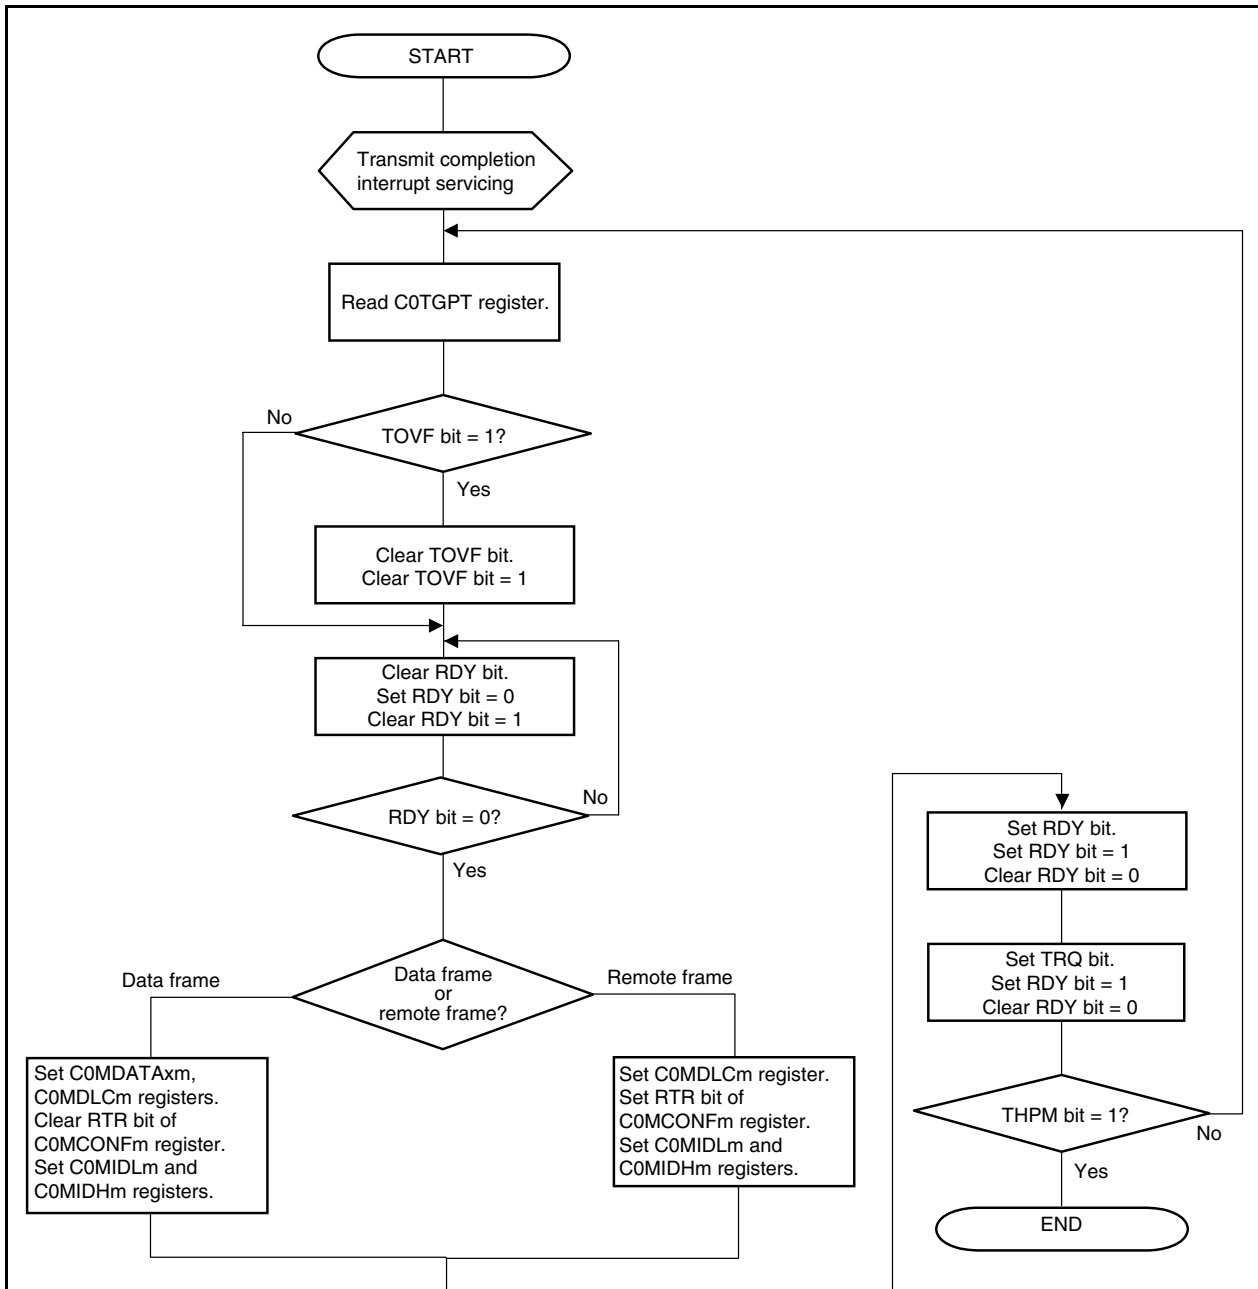 START
Transmit completion
interrupt servicing
Read C0TGPT register.
No
TOVF bit = 1?
Yes
Clear TOVF bit.
Clear TOVF bit = 1
Clear RDY bit.
Set RDY bit = 0
Clear RDY bit = 1
RDY bit = 0?
No
Yes
Data frame
Data frame
or
remote frame?
Remote frame
Set C0MDATAxm,
C0MDLCm registers.
Clear RTR bit of
C0MCONFm register.
Set C0MIDLm and
C0MIDHm registers.
Set C0MDLCm register.
Set RTR bit of
C0MCONFm register.
Set C0MIDLm and
C0MIDHm registers.
Set RDY bit.
Set RDY bit = 1
Clear RDY bit = 0
Set TRQ bit.
Set RDY bit = 1
Clear RDY bit = 0
THPM bit = 1?
No
Yes
END